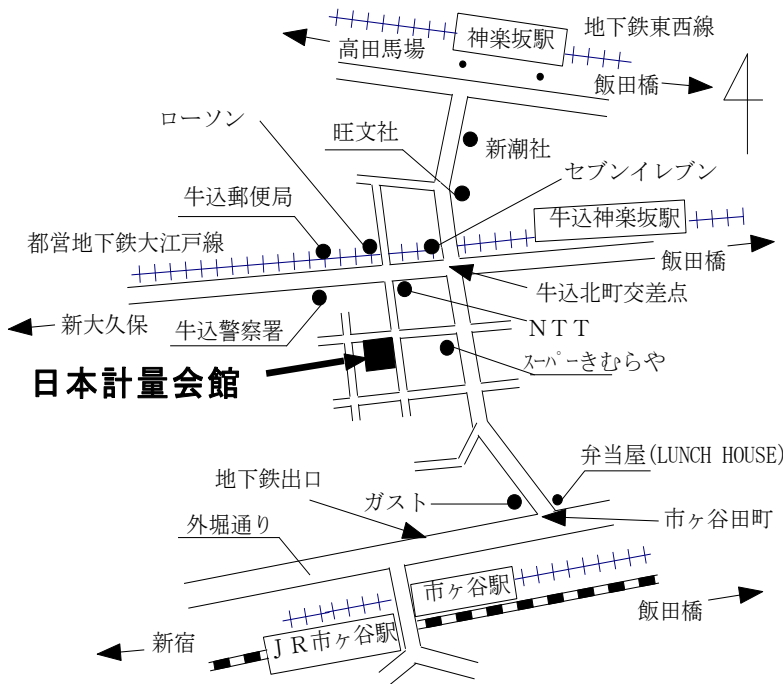 地下鉄東西線
神楽坂駅
高田馬場
飯田橋
ローソン
旺文社
新潮社
セブンイレブン
牛込郵便局
牛込神楽坂駅
都営地下鉄大江戸線
飯田橋
牛込北町交差点
新大久保
牛込警察署
NTT
スーパーきむらや
日本計量会館
弁当屋(LUNCH HOUSE)
地下鉄出口
ガスト
市ヶ谷田町
外堀通り
市ヶ谷駅
飯田橋
新宿
JR市ヶ谷駅